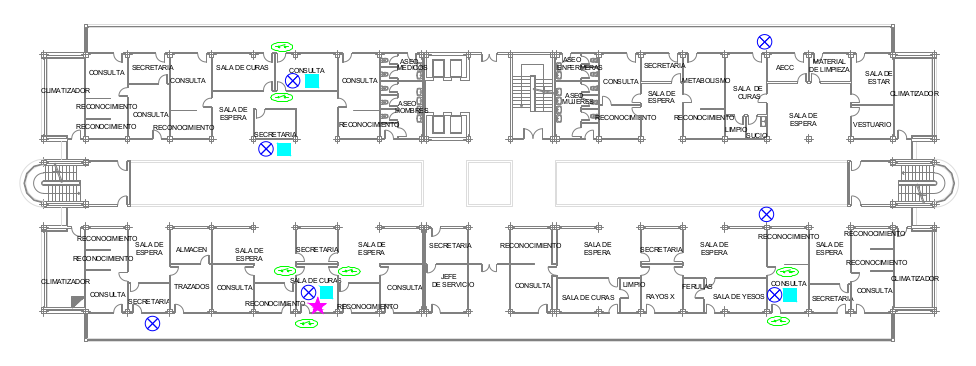 CLIMATIZADOR
CONSULTA
RECONOCIMIENTO
RECONOCIMIENTO
SECRETARIA
CONSULTA
CONSULTA
RECONOCIMIENTO
SALA DE CURAS
SALA DE
ESPERA
CONSULTA
SECRETARIA
CONSULTA
RECONOCIMIENTO
ASEO
MEDICOS
ASEO
HOMBRES
ASEO
ENFERMERAS
ASEO
MUJERES
CONSULTA
RECONOCIMIENTO
SECRETARIA
SALA DE
ESPERA
METABOLISMO
RECONOCIMIENTO
SALA DE
CURAS
LIMPIO
SUCIO
AECC
MATERIAL
DE LIMPIEZA
SALA DE
ESPERA
SALA DE
ESTAR
VESTUARIO
CLIMATIZADOR
CLIMATIZADOR
RECONOCIMIENTO
RECONOCIMIENTO
CONSULTA
SALA DE
ESPERA
SECRETARIA
ALMACEN
TRAZADOS
SALA DE
ESPERA
CONSULTA
RECONOCIMIENTO
SECRETARIA
SALA DE CURAS
SALA DE
ESPERA
RECONOCIMIENTO
CONSULTA
SECRETARIA
JEFE
DE SERVICIO
RECONOCIMIENTO
CONSULTA
SALA DE
ESPERA
SALA DE CURAS
LIMPIO
SECRETARIA
RAYOS X
FERULAS
SALA DE
ESPERA
SALA DE YESOS
RECONOCIMIENTO
CONSULTA
SALA DE
ESPERA
SECRETARIA
RECONOCIMIENTO
RECONOCIMIENTO
CONSULTA
CLIMATIZADOR